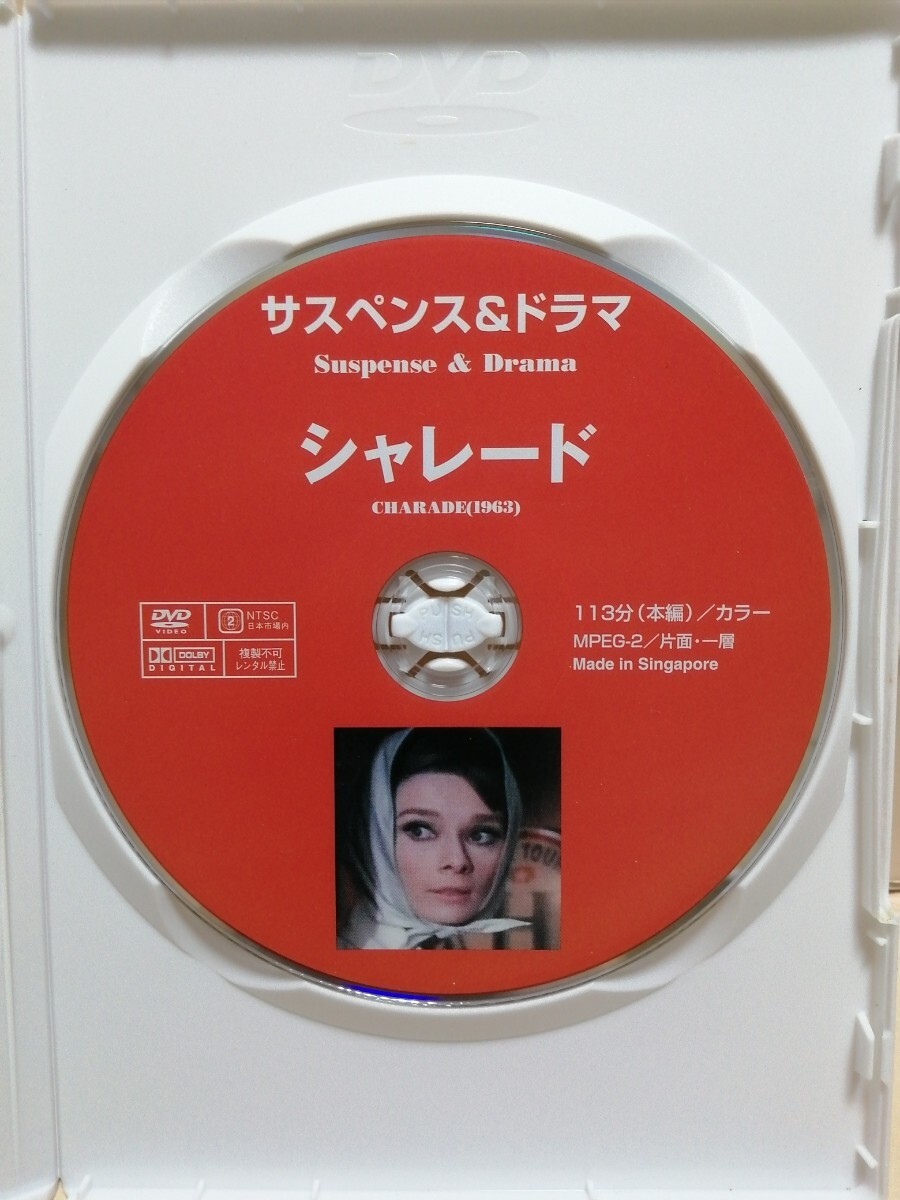 DVD
サスペンス&ドラマ
Suspense & Drama
シャレード
CHARADE(1963)
PUSH
PUSH
DVD
VIDEO
2
NTSC
日本市場内
DOLBY
DIGITAL
複製不可
レンタル禁止
113分(本編)/カラー
MPEG-2/片面・一層
Made in Singapore
TOU